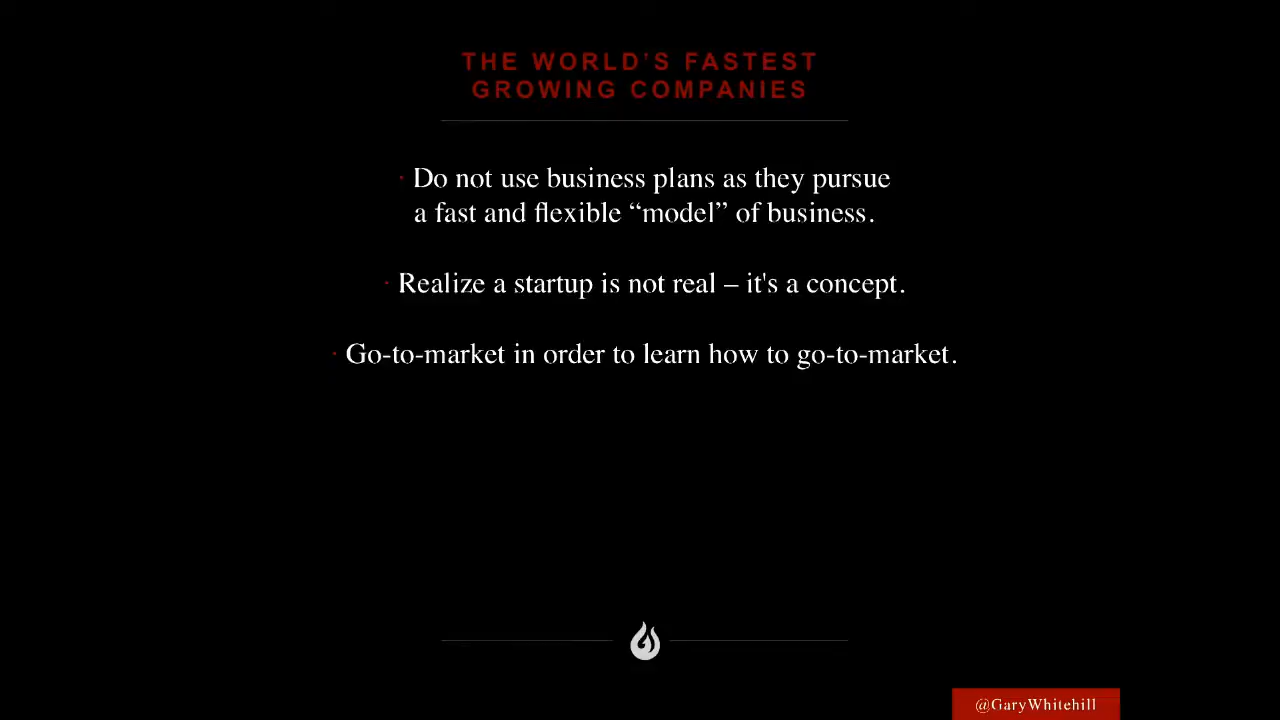 THE WORLD'S FASTEST
GROWING COMPANIES
· Do not use business plans as they pursue
a fast and flexible “model” of business.
· Realize a startup is not real – it's a concept.
· Go-to-market in order to learn how to go-to-market.
@GaryWhitehill